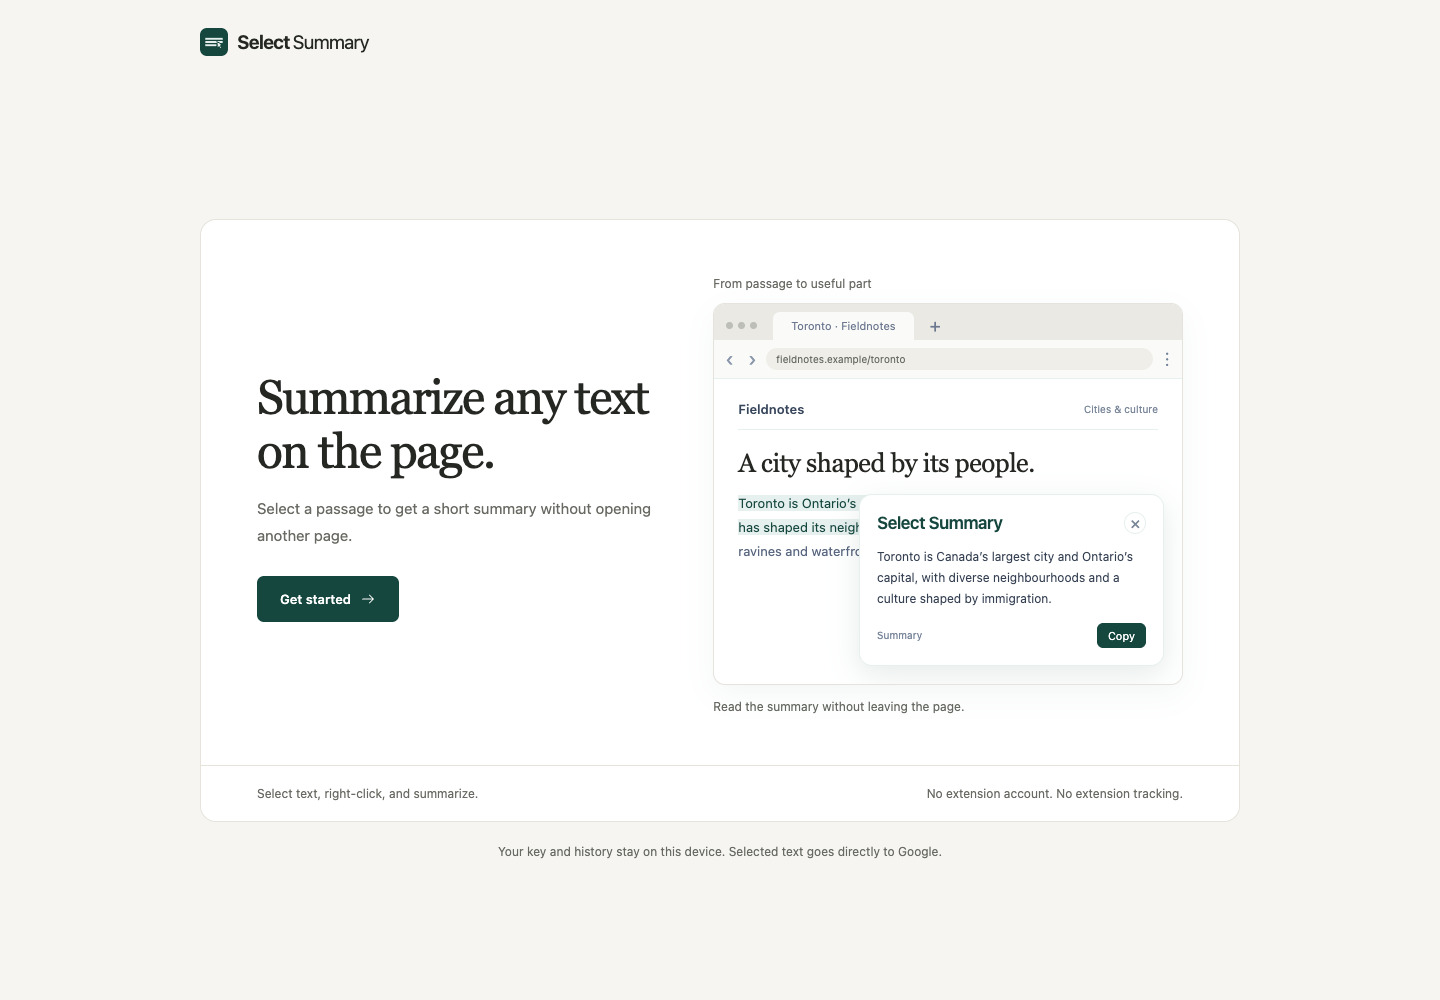 Select Summary
Summarize any text
on the page.
Select a passage to get a short summary without opening
another page.
Get started →
From passage to useful part
Toronto · Fieldnotes
fieldnotes.example/toronto
Fieldnotes
Cities & culture
A city shaped by its people.
Toronto is Ontario’s
has shaped its neigh
ravines and waterfro
Select Summary
Toronto is Canada’s largest city and Ontario’s
capital, with diverse neighbourhoods and a
culture shaped by immigration.
Summary
Copy
Read the summary without leaving the page.
Select text, right-click, and summarize.
No extension account. No extension tracking.
Your key and history stay on this device. Selected text goes directly to Google.